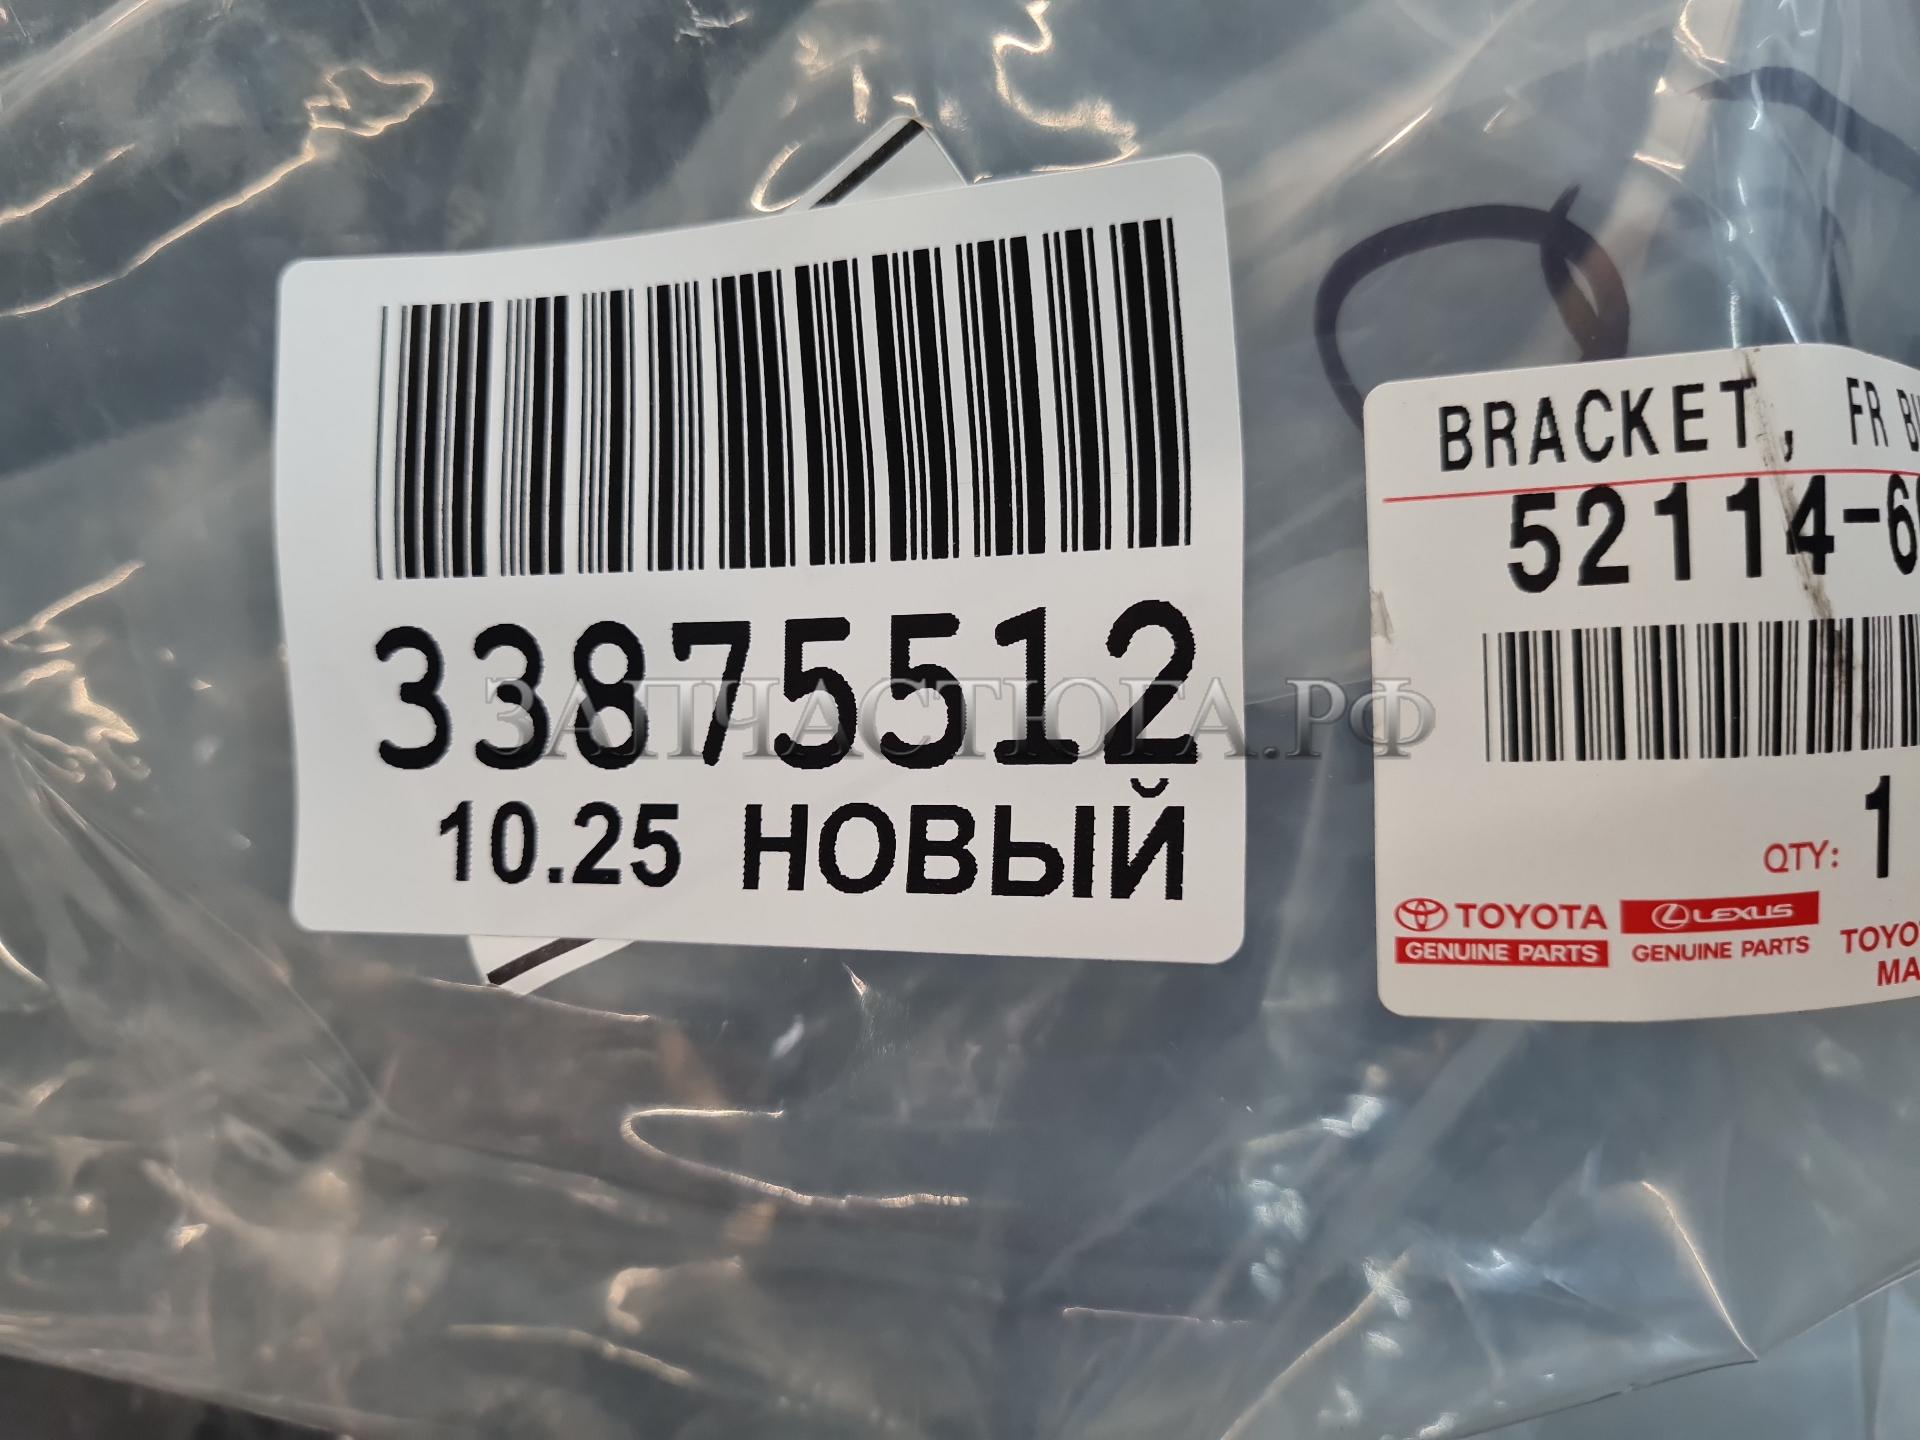 33875512
10.25 НОВЫЙ
ЗАПЧАСТЮГА.РФ
BRACKET, FR
52114-6
QTY: 1
TOYOTA
GENUINE PARTS
LEXUS
GENUINE PARTS